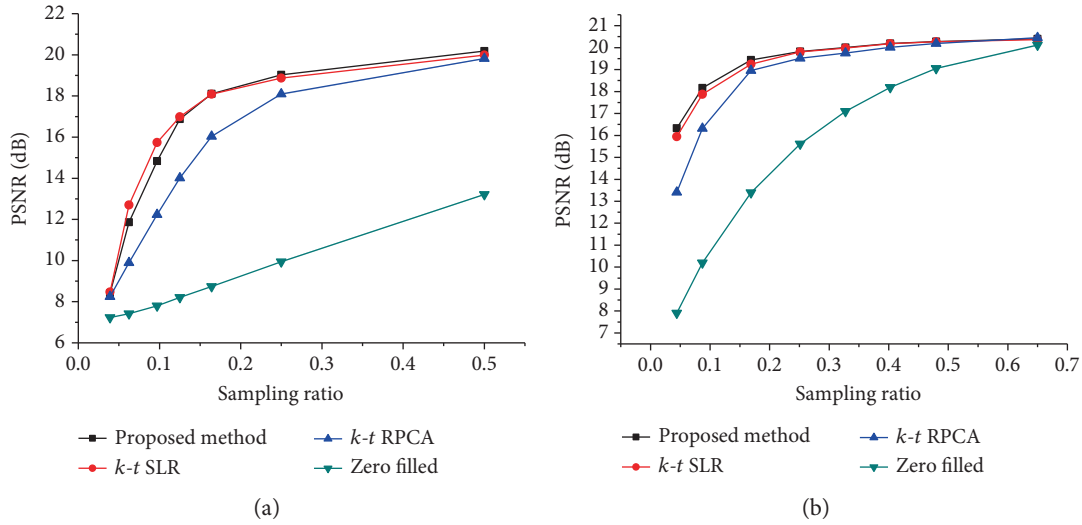 22
20
18
16
14
12
10
8
6
PSNR (dB)
0.0 0.1 0.2 0.3 0.4 0.5
Sampling ratio
Proposed method
k-t SLR
k-t RPCA
Zero filled
(a)
21
20
19
18
17
16
15
14
13
12
11
10
9
8
7
PSNR (dB)
0.0 0.1 0.2 0.3 0.4 0.5 0.6 0.7
Sampling ratio
Proposed method
k-t SLR
k-t RPCA
Zero filled
(b)